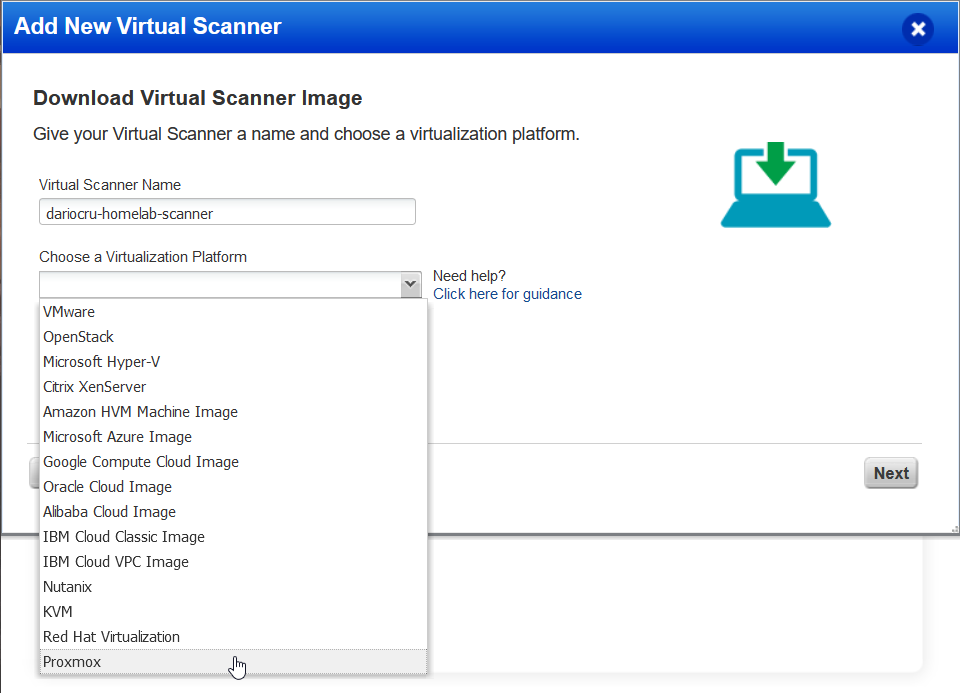 Add New Virtual Scanner
Download Virtual Scanner Image
Give your Virtual Scanner a name and choose a virtualization platform.
Virtual Scanner Name
dariocru-homelab-scanner
Choose a Virtualization Platform
Need help?
Click here for guidance
VMware
OpenStack
Microsoft Hyper-V
Citrix XenServer
Amazon HVM Machine Image
Microsoft Azure Image
Google Compute Cloud Image
Oracle Cloud Image
Alibaba Cloud Image
IBM Cloud Classic Image
IBM Cloud VPC Image
Nutanix
KVM
Red Hat Virtualization
Proxmox
Next